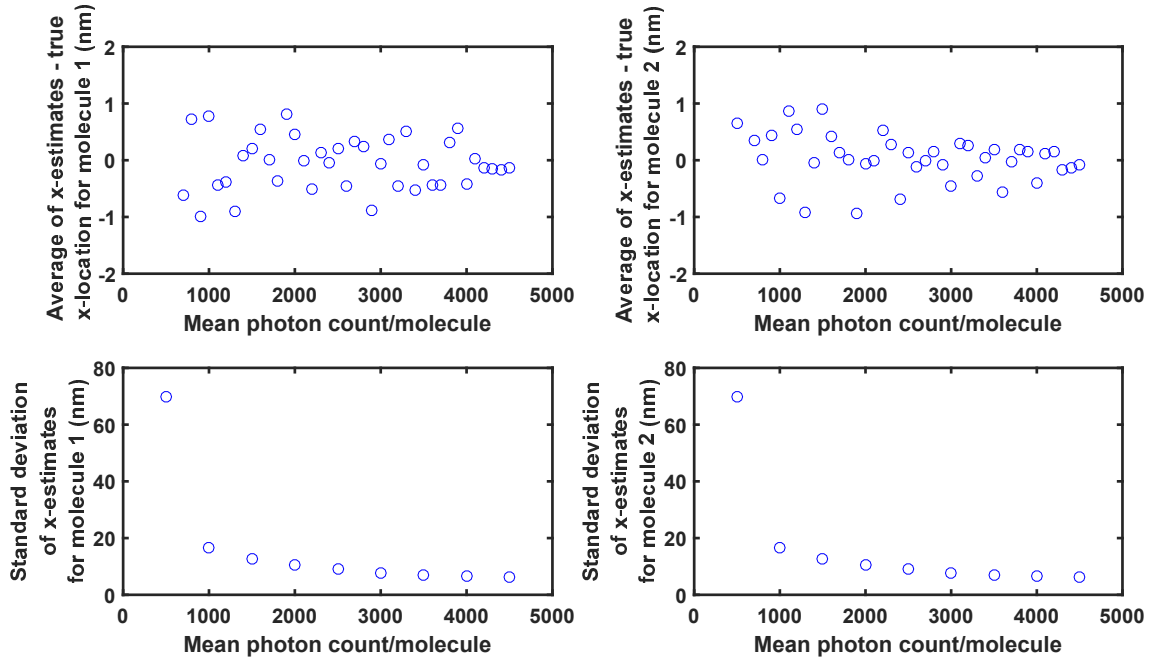 Average of x-estimates - true
x-location for molecule 1 (nm)
2
1
0
-1
-2
0 1000 2000 3000 4000 5000
Mean photon count/molecule
Average of x-estimates - true
x-location for molecule 2 (nm)
2
1
0
-1
-2
0 1000 2000 3000 4000 5000
Mean photon count/molecule
Standard deviation
of x-estimates
for molecule 1 (nm)
80
60
40
20
0
0 1000 2000 3000 4000 5000
Mean photon count/molecule
Standard deviation
of x-estimates
for molecule 2 (nm)
80
60
40
20
0
0 1000 2000 3000 4000 5000
Mean photon count/molecule